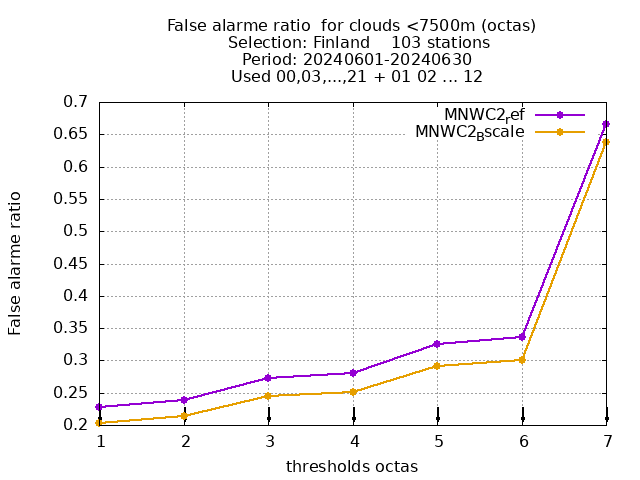 False alarme ratio  for clouds <7500m (octas)
Selection: Finland    103 stations
Period: 20240601-20240630
Used 00,03,...,21 + 01 02 ... 12
MNWC2ref
MNWC2Bscale
False alarme ratio
0.7
0.65
0.6
0.55
0.5
0.45
0.4
0.35
0.3
0.25
0.2
1 2 3 4 5 6 7
thresholds octas